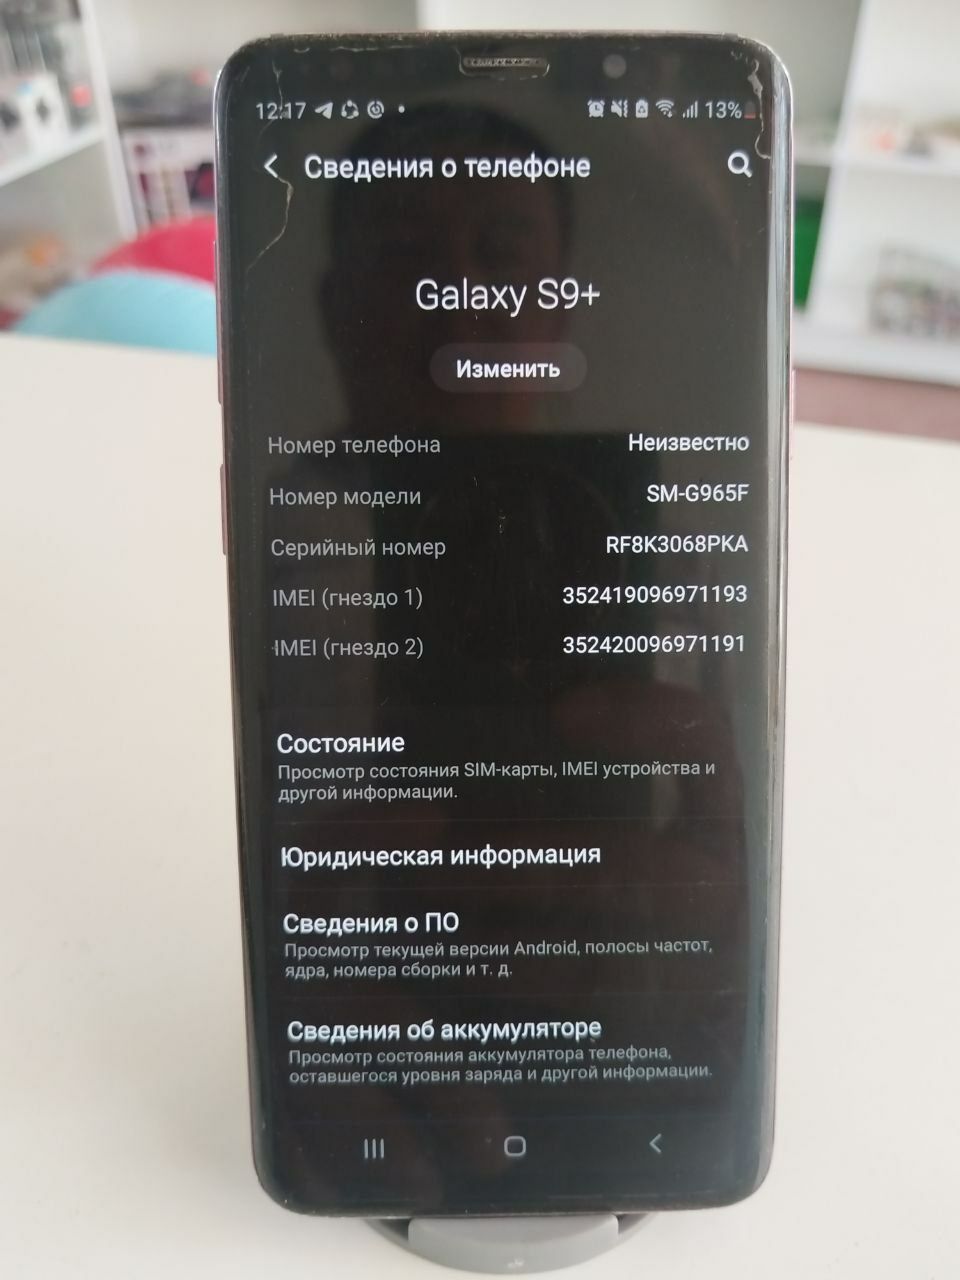 12:17 13%
Сведения о телефоне
Galaxy S9+
Изменить
Номер телефона Неизвестно
Номер модели SM-G965F
Серийный номер RF8K3068PKA
IMEI (гнездо 1) 352419096971193
IMEI (гнездо 2) 352420096971191
Состояние
Просмотр состояния SIM-карты, IMEI устройства и
другой информации.
Юридическая информация
Сведения о ПО
Просмотр текущей версии Android, полосы частот,
ядра, номера сборки и т. д.
Сведения об аккумуляторе
Просмотр состояния аккумулятора телефона,
оставшегося уровня заряда и другой информации.